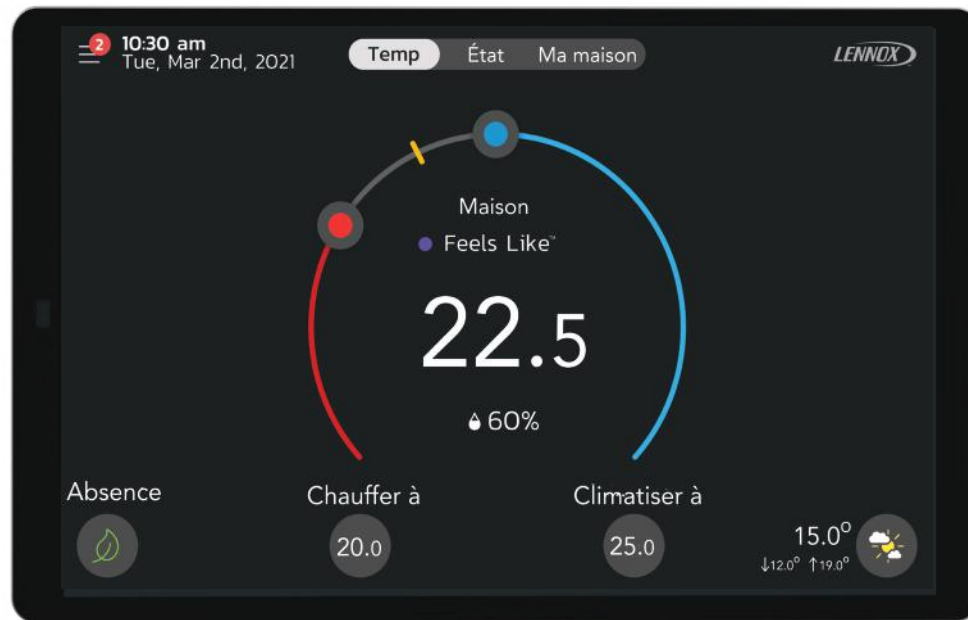 2
10:30 am
Tue, Mar 2nd, 2021
Temp État Ma maison
LENNOX
Maison
Feels Like™
22.5
60%
Absence
Chauffer à
Climatiser à
20.0
25.0
15.0°
↓12.0° ↑19.0°